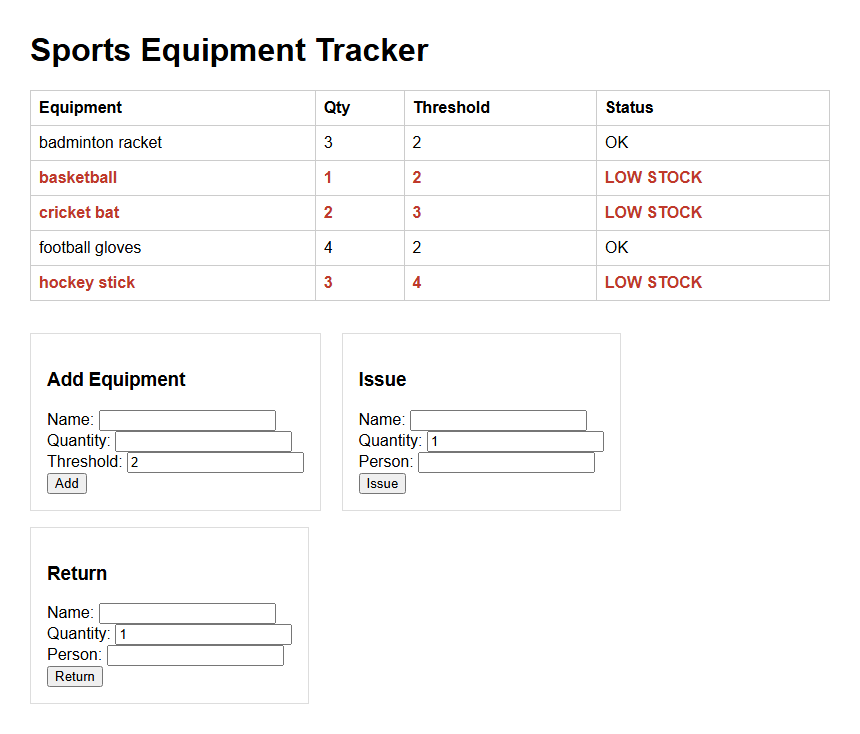 Sports Equipment Tracker
Equipment Qty Threshold Status
badminton racket 3 2 OK
basketball 1 2 LOW STOCK
cricket bat 2 3 LOW STOCK
football gloves 4 2 OK
hockey stick 3 4 LOW STOCK
Add Equipment
Name:
Quantity:
Threshold: 2
Add
Issue
Name:
Quantity: 1
Person:
Issue
Return
Name:
Quantity: 1
Person:
Return